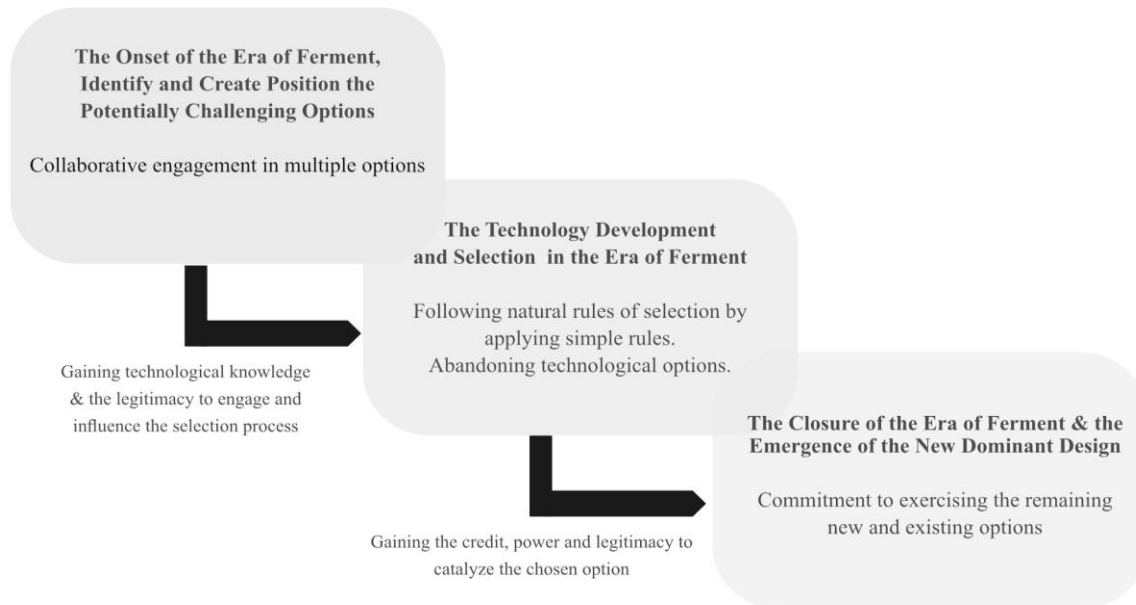 The Onset of the Era of Ferment,
Identify and Create Position the
Potentially Challenging Options
Collaborative engagement in multiple options
The Technology Development
and Selection in the Era of Ferment
Following natural rules of selection by
applying simple rules.
Abandoning technological options.
Gaining technological knowledge
& the legitimacy to engage and
influence the selection process
The Closure of the Era of Ferment & the
Emergence of the New Dominant Design
Commitment to exercising the remaining
new and existing options
Gaining the credit, power and legitimacy to
catalyze the chosen option